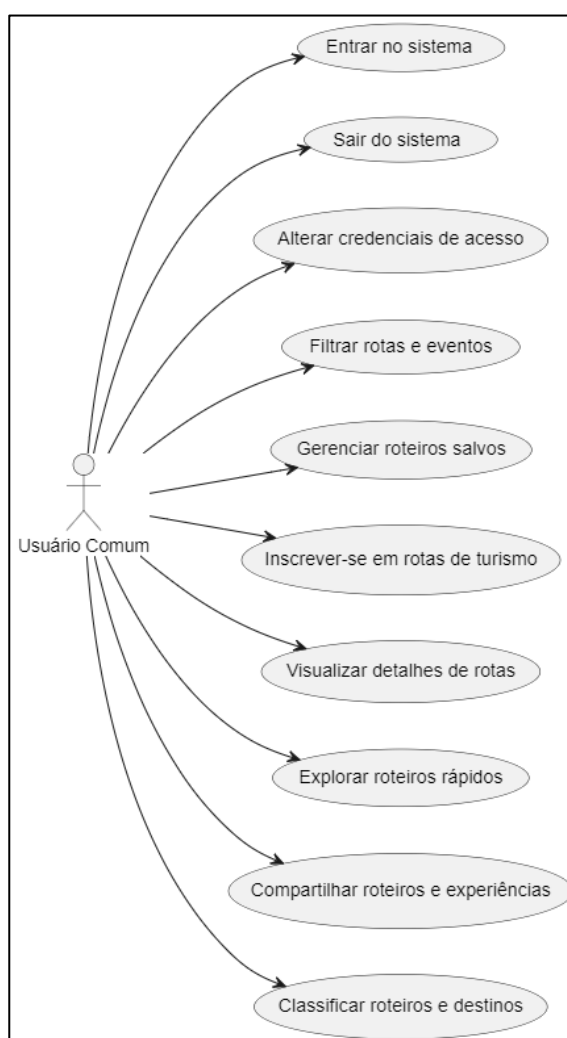 Entrar no sistema
Sair do sistema
Alterar credenciais de acesso
Filtrar rotas e eventos
Gerenciar roteiros salvos
Usuário Comum
Inscrever-se em rotas de turismo
Visualizar detalhes de rotas
Explorar roteiros rápidos
Compartilhar roteiros e experiências
Classificar roteiros e destinos